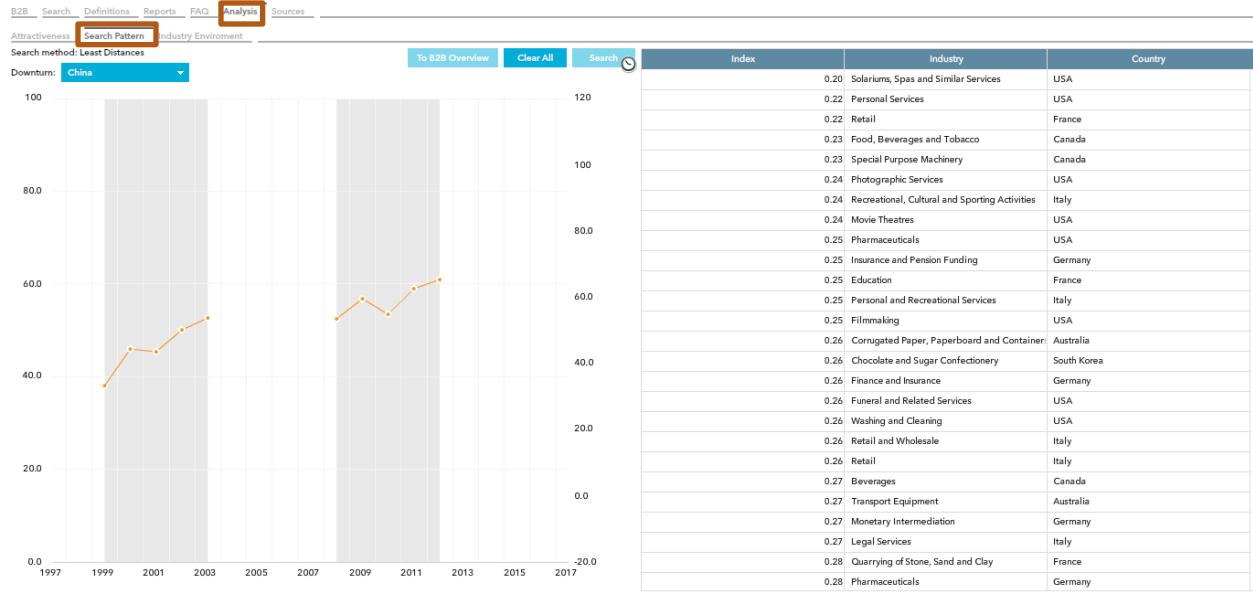 B2B Search Definitions Reports FAQ Analysis Sources
Attractiveness Search Pattern Industry Enviroment
Search method: Least Distances
To B2B Overview Clear All Search
Downturn: China
100
80.0
60.0
40.0
20.0
0.0
120
100
80.0
60.0
40.0
20.0
0.0
-20.0
1997 1999 2001 2003 2005 2007 2009 2011 2013 2015 2017
Index Industry Country
0.20 Solariums, Spas and Similar Services USA
0.22 Personal Services USA
0.22 Retail France
0.23 Food, Beverages and Tobacco Canada
0.23 Special Purpose Machinery Canada
0.24 Photographic Services USA
0.24 Recreational, Cultural and Sporting Activities Italy
0.24 Movie Theatres USA
0.25 Pharmaceuticals USA
0.25 Insurance and Pension Funding Germany
0.25 Education France
0.25 Personal and Recreational Services Italy
0.25 Filmmaking USA
0.26 Corrugated Paper, Paperboard and Container Australia
0.26 Chocolate and Sugar Confectionery South Korea
0.26 Finance and Insurance Germany
0.26 Funeral and Related Services USA
0.26 Washing and Cleaning USA
0.26 Retail and Wholesale Italy
0.26 Retail Italy
0.27 Beverages Canada
0.27 Transport Equipment Australia
0.27 Monetary Intermediation Germany
0.27 Legal Services Italy
0.28 Quarrying of Stone, Sand and Clay France
0.28 Pharmaceuticals Germany